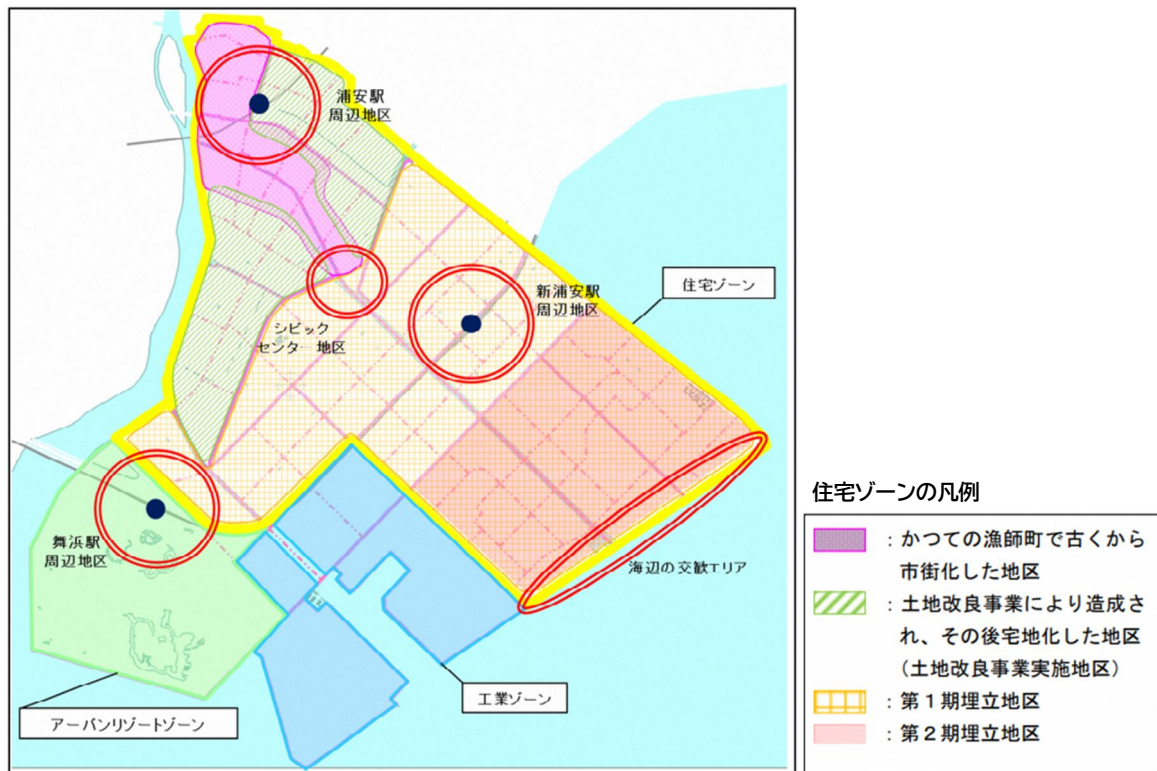 浦安駅
周辺地区
新浦安駅
周辺地区
住宅ゾーン
シビック
センター地区
舞浜駅
周辺地区
海辺の交歓エリア
工業ゾーン
アーバンリゾートゾーン
住宅ゾーンの凡例
：かつての漁師町で古くから
市街化した地区
：土地改良事業により造成さ
れ、その後宅地化した地区
（土地改良事業実施地区）
：第１期埋立地区
：第２期埋立地区